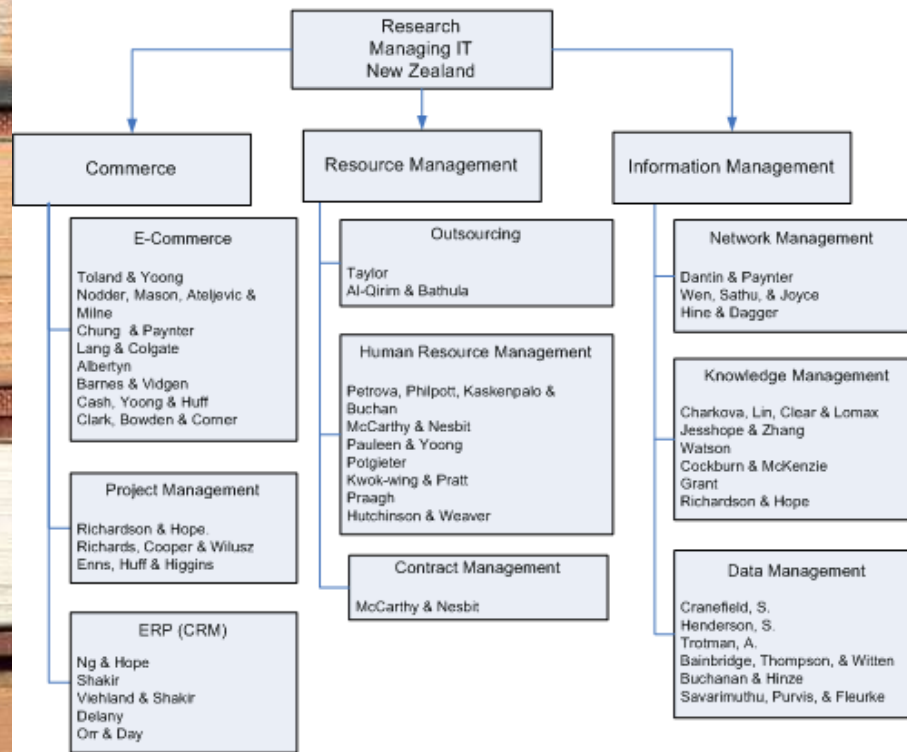 Research
Managing IT
New Zealand
Commerce
E-Commerce
Toland & Yoong
Nodder, Mason, Ateljevic &
Milne
Chung & Paynter
Lang & Colgate
Albertyn
Barnes & Vidgen
Cash, Yoong & Huff
Clark, Bowden & Corner
Project Management
Richardson & Hope.
Richards, Cooper & Wilusz
Enns, Huff & Higgins
ERP (CRM)
Ng & Hope
Shakir
Viehland & Shakir
Delany
Orr & Day
Resource Management
Outsourcing
Taylor
Al-Qirim & Bathula
Human Resource Management
Petrova, Philpott, Kaskenpalo &
Buchan
McCarthy & Nesbit
Pauleen & Yoong
Potgieter
Kwok-wing & Pratt
Praagh
Hutchinson & Weaver
Contract Management
McCarthy & Nesbit
Information Management
Network Management
Dantin & Paynter
Wen, Sathu, & Joyce
Hine & Dagger
Knowledge Management
Charkova, Lin, Clear & Lomax
Jesshope & Zhang
Watson
Cockburn & McKenzie
Grant
Richardson & Hope
Data Management
Cranefield, S.
Henderson, S.
Trotman, A.
Bainbridge, Thompson, & Witten
Buchanan & Hinze
Savarimuthu, Purvis, & Fleurke